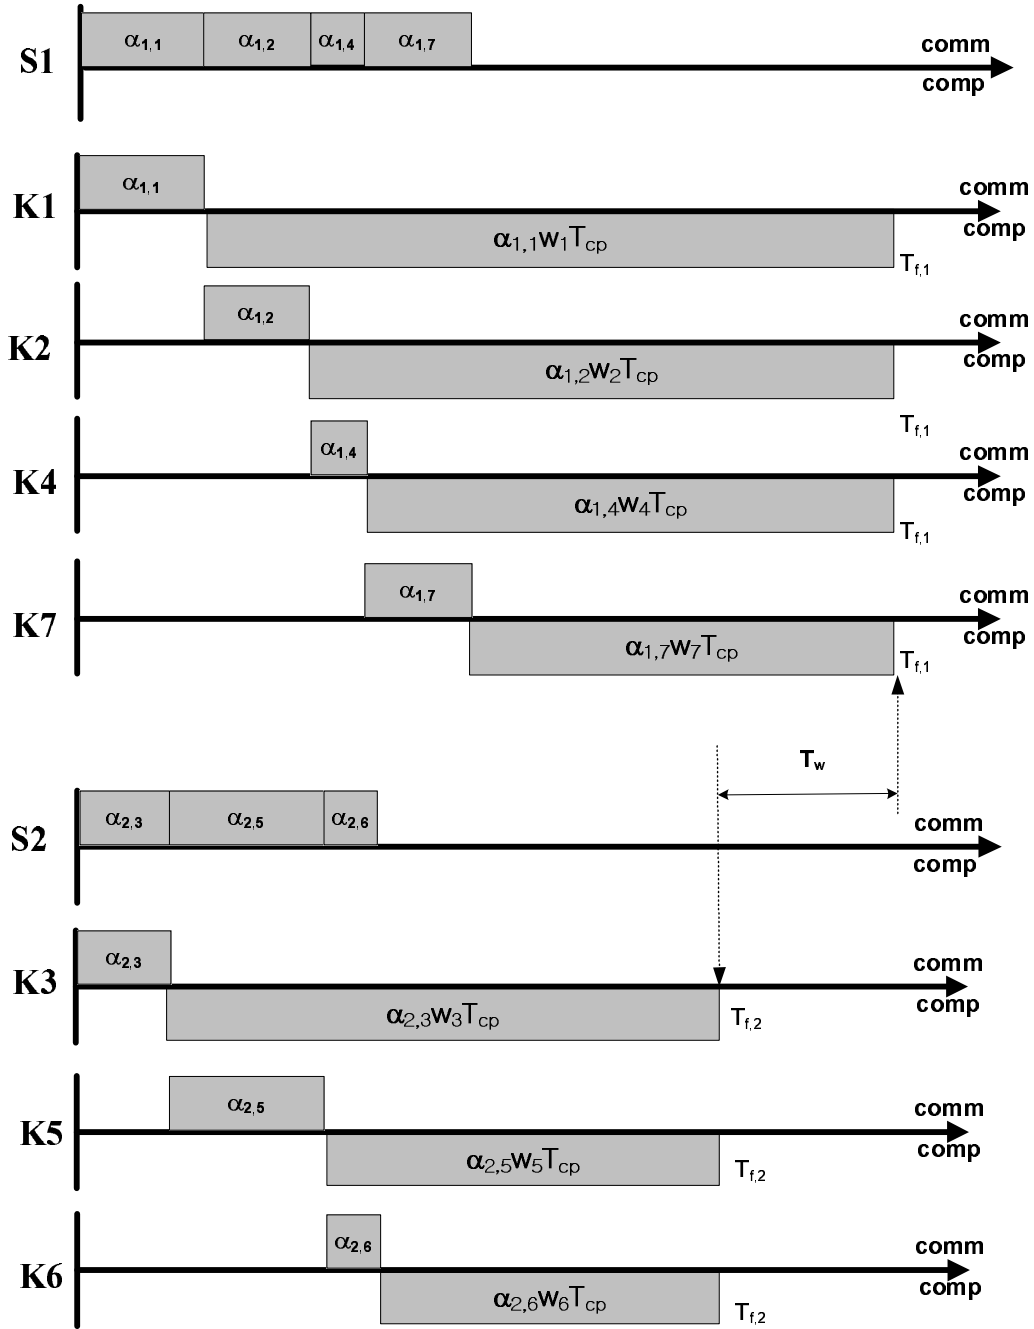 S1 α1,1 α1,2 α1,4 α1,7 comm
comp
K1 α1,1 comm
α1,1w1Tcp comp
Tf,1
K2 α1,2 comm
α1,2w2Tcp comp
Tf,1
K4 α1,4 comm
α1,4w4Tcp comp
Tf,1
K7 α1,7 comm
α1,7w7Tcp comp
Tf,1
Tw
S2 α2,3 α2,5 α2,6 comm
comp
K3 α2,3 comm
α2,3w3Tcp Tf,2 comp
K5 α2,5 comm
α2,5w5Tcp Tf,2 comp
K6 α2,6 comm
α2,6w6Tcp Tf,2 comp